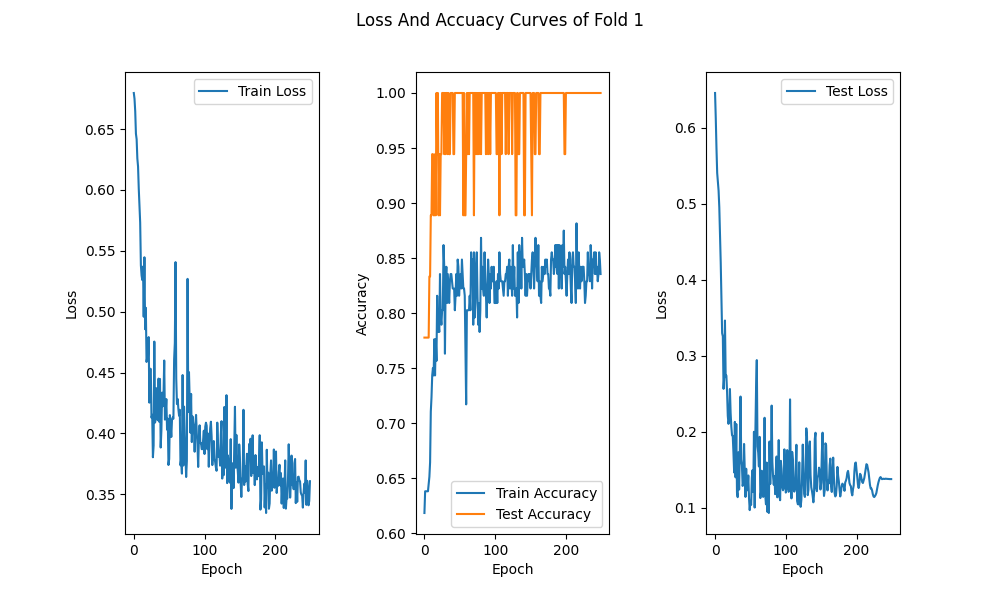 Loss And Accuacy Curves of Fold 1
Train Loss
0.65
0.60
0.55
0.50
0.45
0.40
0.35
0
100
200
Epoch
Loss
1.00
0.95
0.90
0.85
0.80
0.75
0.70
0.65
0.60
Train Accuracy
Test Accuracy
0
100
200
Epoch
Accuracy
Test Loss
0.6
0.5
0.4
0.3
0.2
0.1
0
100
200
Epoch
Loss